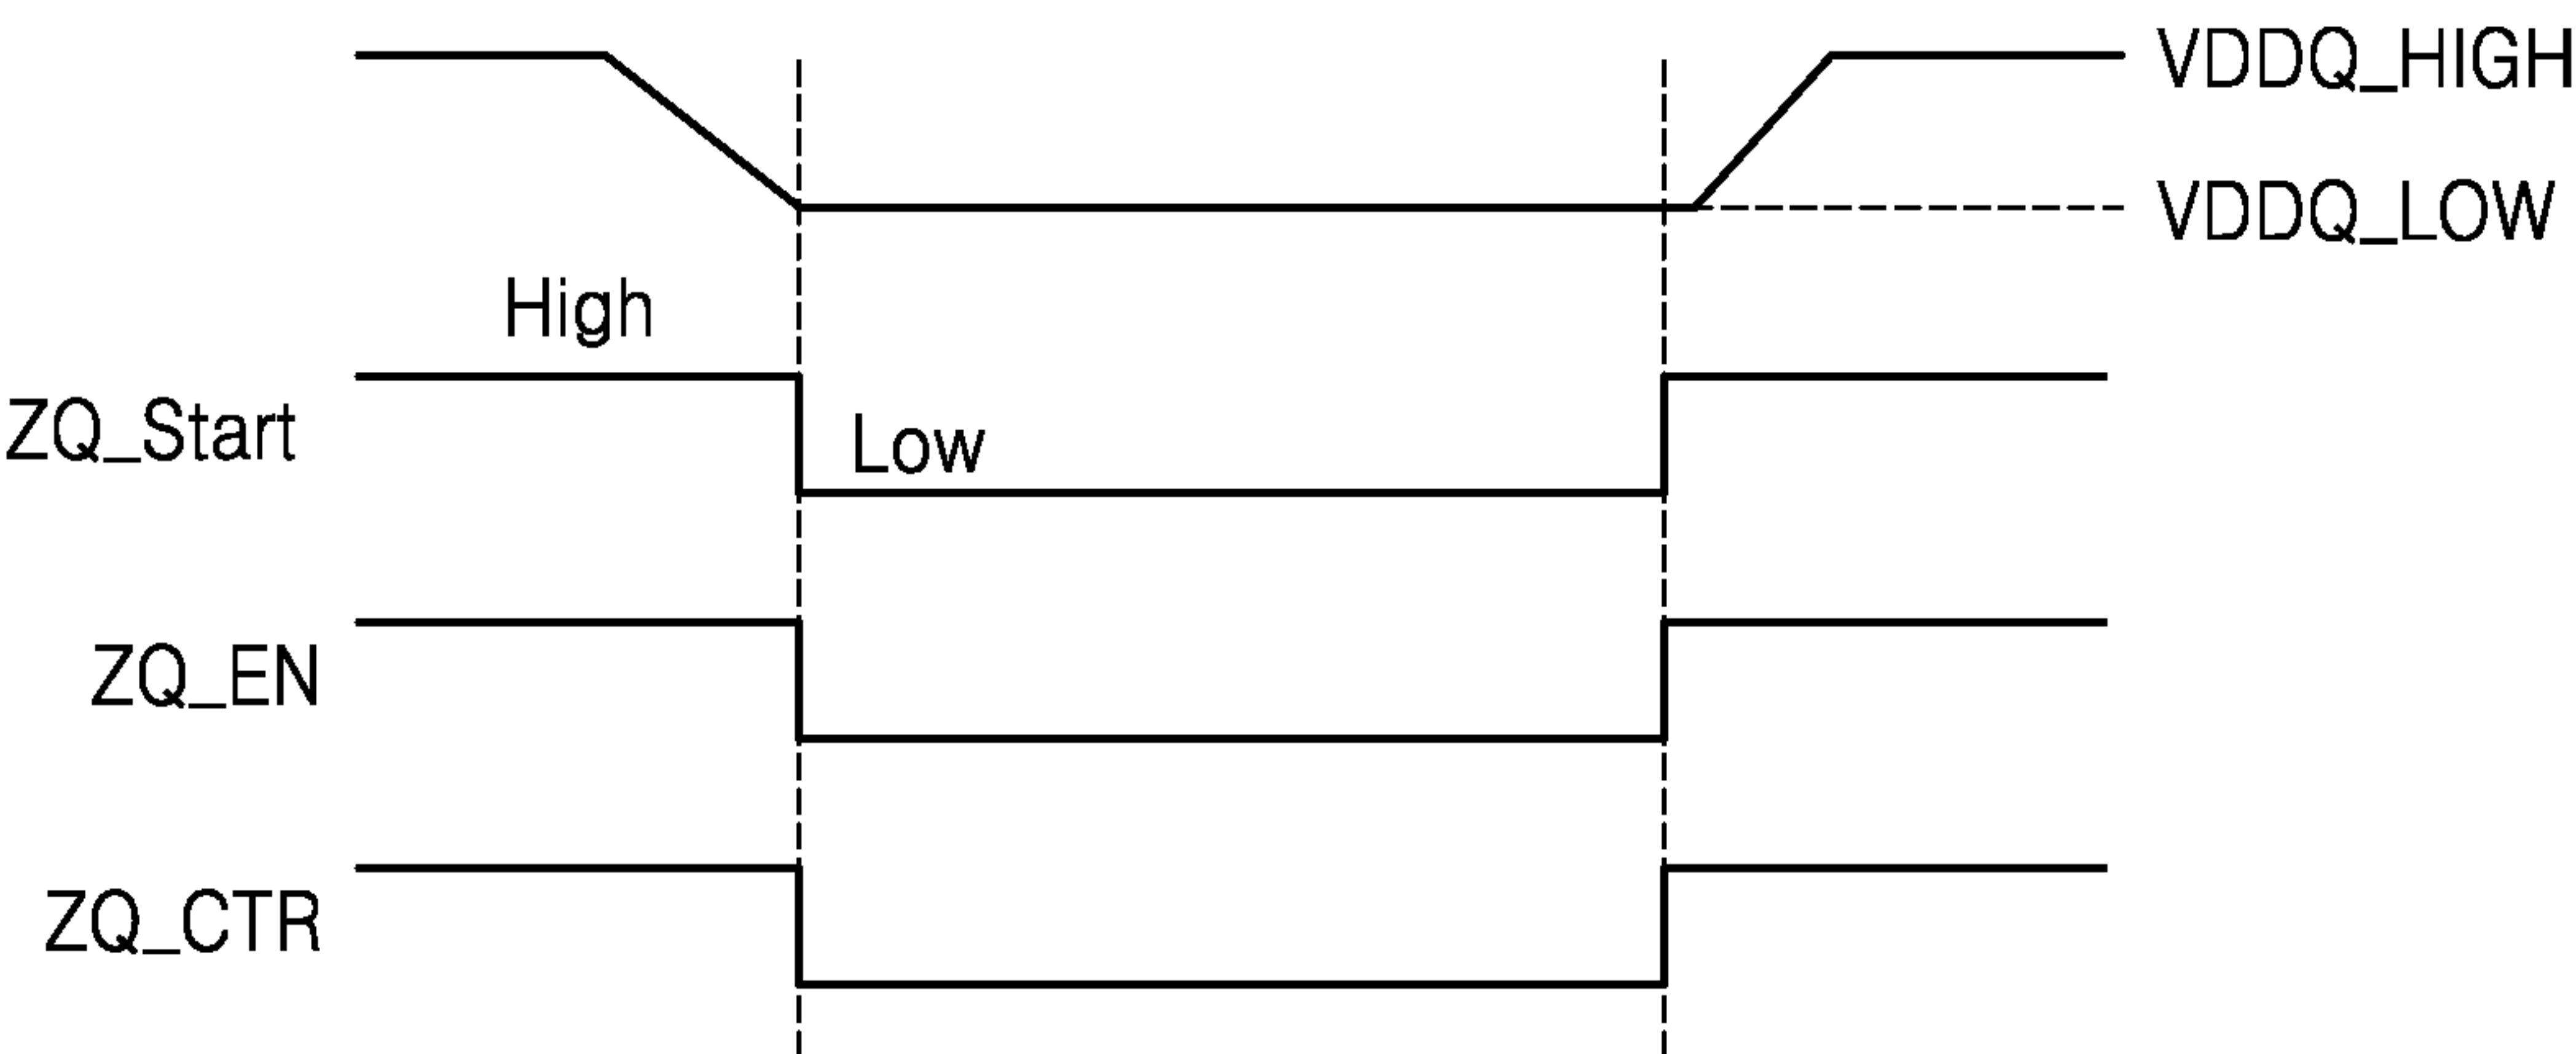 VDDQ_HIGH
VDDQ_LOW
High
ZQ_Start
Low
ZQ_EN
ZQ_CTR